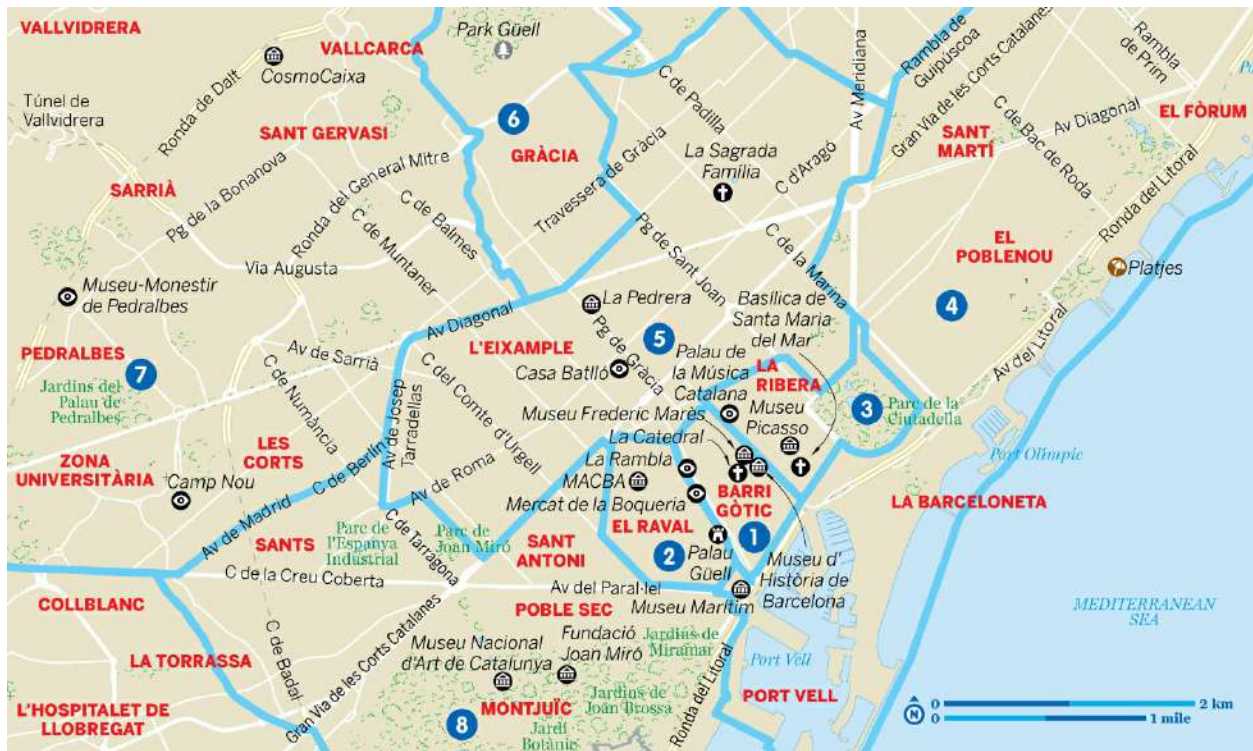 VALLVIDRERA
VALLCARCA
Park Güell
CosmoCaixa
Ronda de Dalt
Túnel de
Vallvidrera
SANT GERVASI
6
GRÀCIA
C de Padilla
Av Meridiana
Rambla de
Guipúscoa
Gran Via de les Corts Catalanes
Rambla
de Prim
EL FÒRUM
Av Diagonal
SANT
MARTÍ
C de Bac de Roda
Ronda del Litoral
La Sagrada
Família
C d'Aragó
Travessera de Gràcia
SARRIÀ
Pg de la Bonanova
Ronda del General Mitre
C de Balmes
C de Muntaner
Via Augusta
Pg de Sant Joan
C de la Marina
EL
POBLENOU
Platjes
4
Museu-Monestir
de Pedralbes
La Pedrera
Basílica de
Santa Maria
del Mar
Av Diagonal
PEDRALBES
7
Jardins del
Palau de
Pedralbes
Av de Sarrià
L'EIXAMPLE
5
Pg de Gràcia
Casa Batlló
Palau de
la Música
Catalana
LA
RIBERA
Av del Litoral
3
Parc de la
Ciutadella
C de Numància
Av de Josep
Tarradellas
C del Comte d'Urgell
Museu Frederic Marès
Museu
Picasso
La Catedral
La Rambla
MACBA
Mercat de la Boqueria
Port Olímpic
LES
CORTS
C de Berlín
Av de Roma
ZONA
UNIVERSITÀRIA
Camp Nou
Av de Madrid
BARRI
GÒTIC
LA BARCELONETA
EL RAVAL
1
2
Palau
Güell
SANTS
Parc de
l'Espanya
Industrial
C de Tarragona
Parc de
Joan Miró
SANT
ANTONI
Museu d'
Història de
Barcelona
C de la Creu Coberta
Av del Paral·lel
Museu Marítim
COLLBLANC
POBLE SEC
MEDITERRANEAN
SEA
Gran Via de les Corts Catalanes
Museu Nacional
d'Art de Catalunya
Fundació
Joan Miró
Jardins de
Miramar
LA TORRASSA
C de Badal
Port Vell
Ronda del Litoral
Jardins de
Joan Brossa
PORT VELL
L'HOSPITALET DE
LLOBREGAT
MONTJUÏC
8
Jardí
Botànic
N
0 2 km
0 1 mile